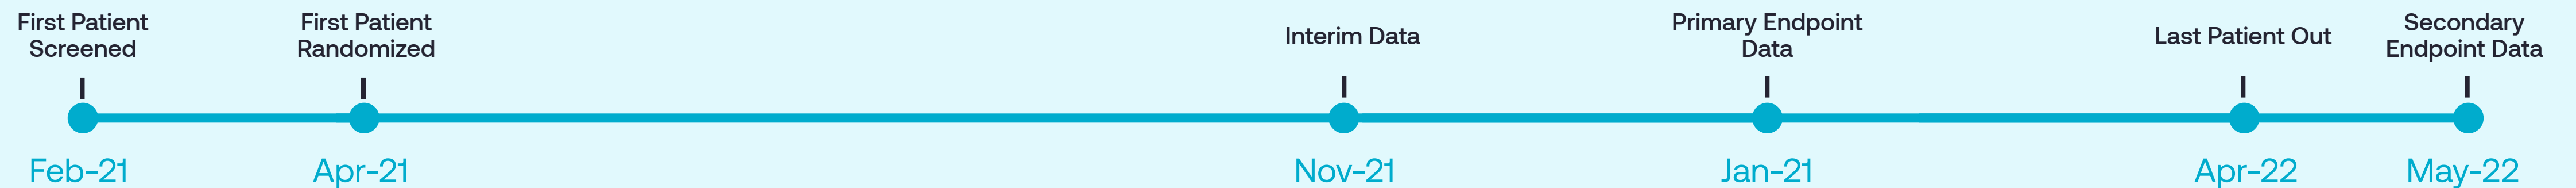 First Patient
Screened
Feb-21
First Patient
Randomized
Apr-21
Interim Data
Nov-21
Primary Endpoint
Data
Jan-21
Last Patient Out
Apr-22
Secondary
Endpoint Data
May-22